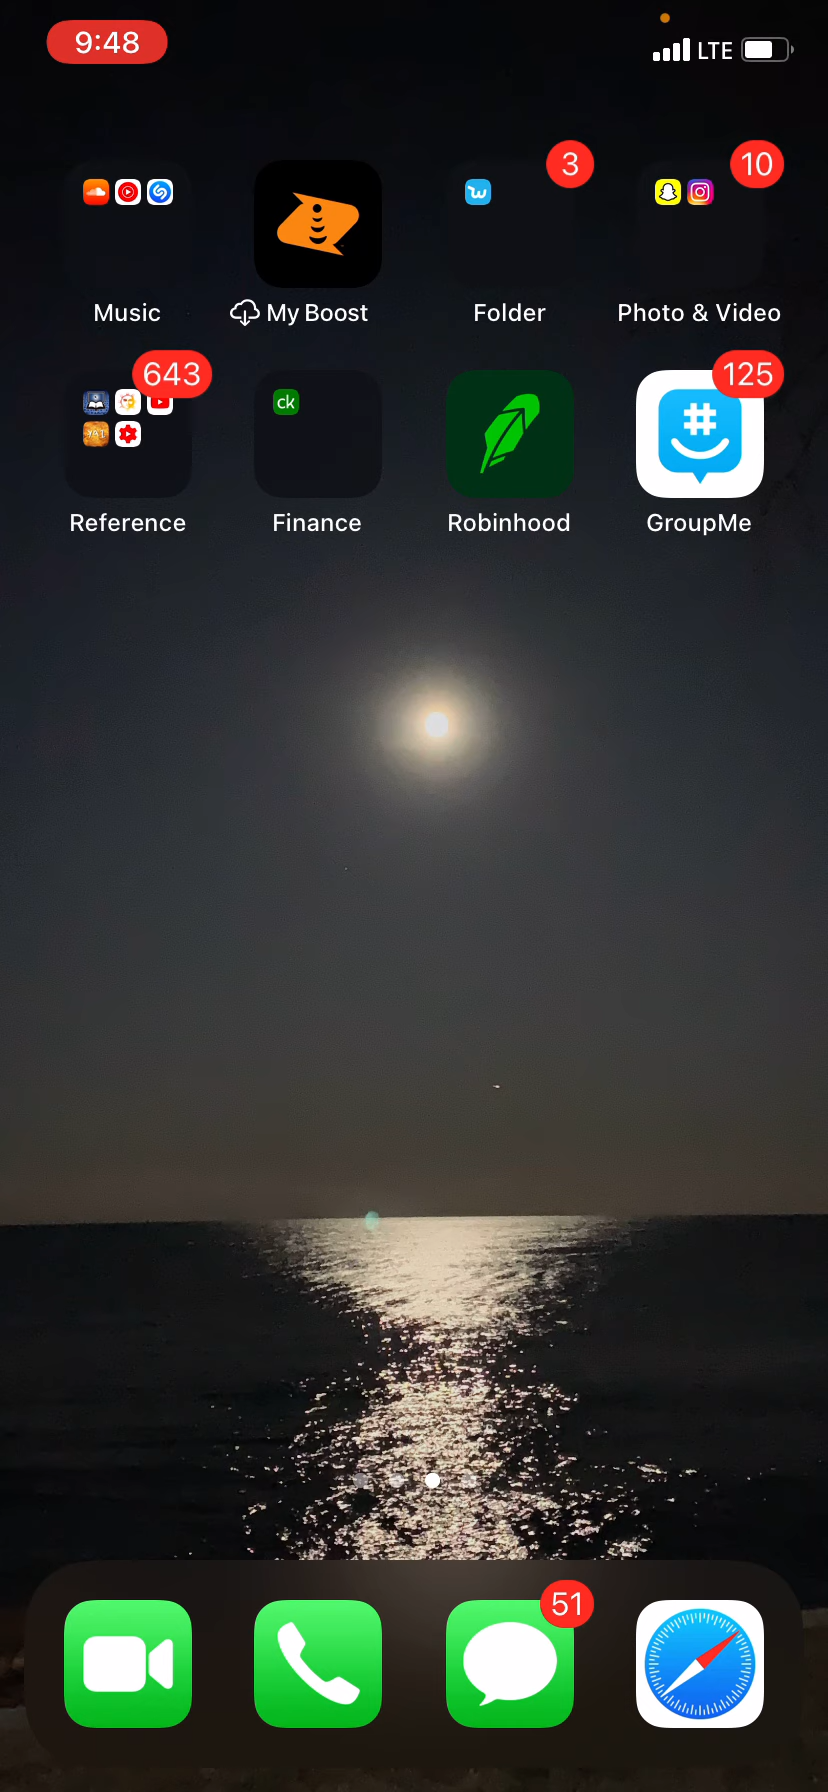 9:48
LTE
3
10
Music
My Boost
Folder
Photo & Video
643
125
ck
Reference
Finance
Robinhood
GroupMe
51